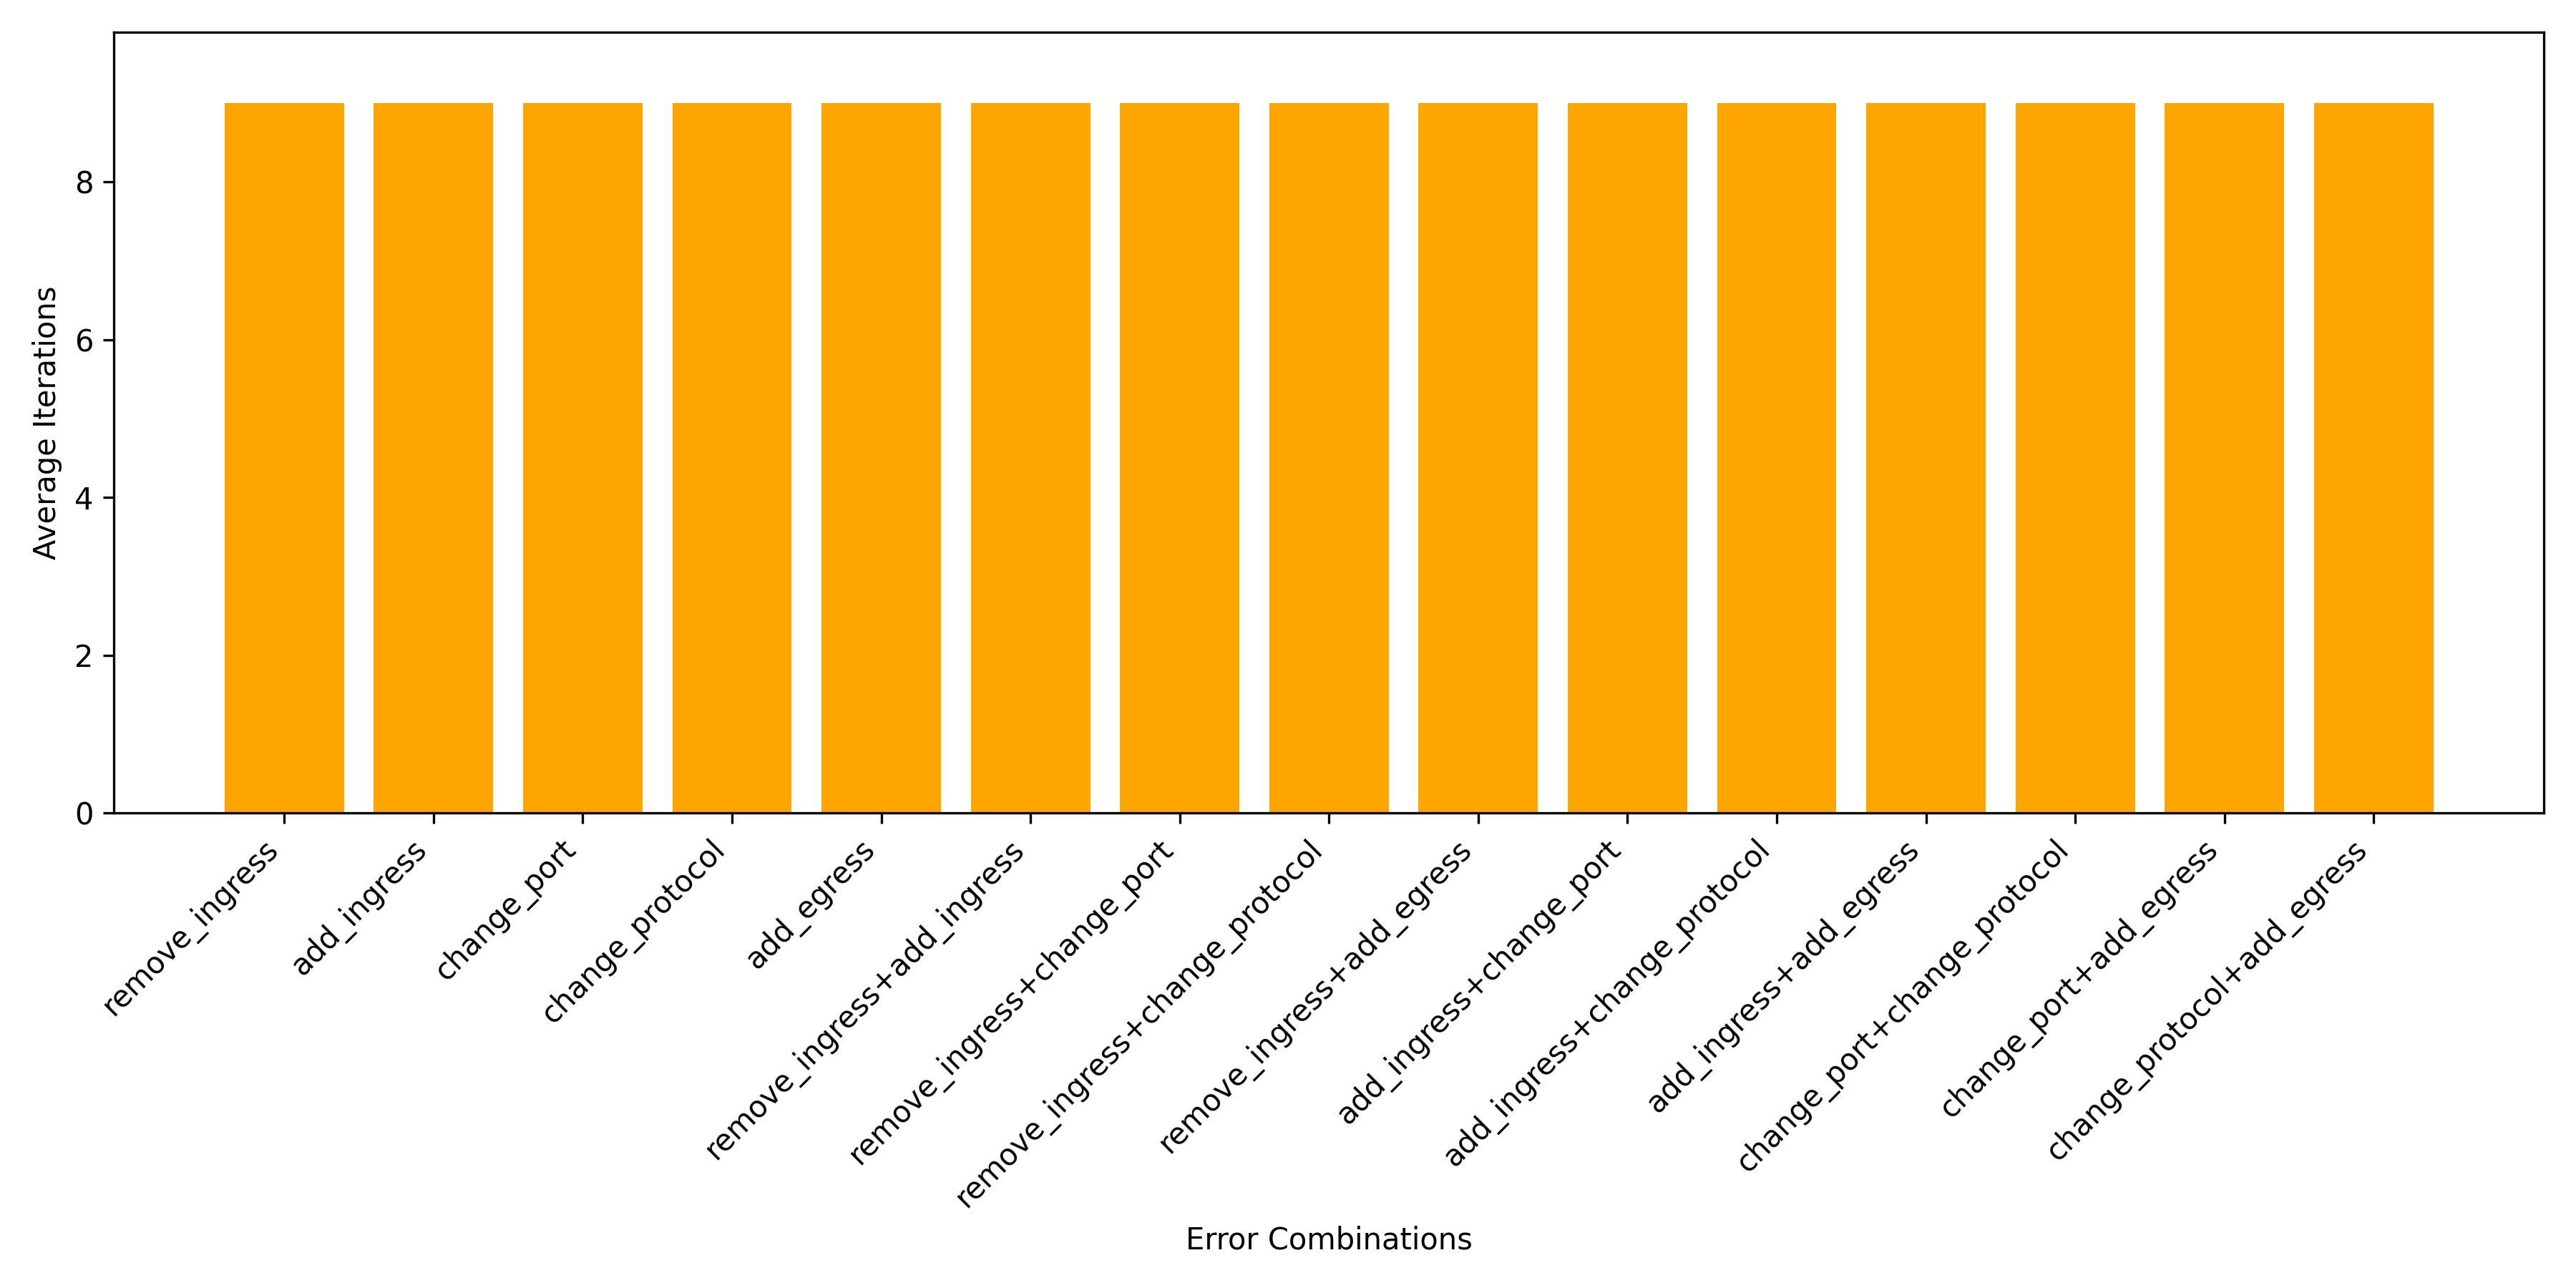 Average Iterations
8
6
4
2
0
remove_ingress
add_ingress
change_port
change_protocol
add_egress
remove_ingress+add_ingress
remove_ingress+change_port
remove_ingress+change_protocol
remove_ingress+add_egress
add_ingress+change_port
add_ingress+change_protocol
add_ingress+add_egress
change_port+change_protocol
change_port+add_egress
change_protocol+add_egress
Error Combinations